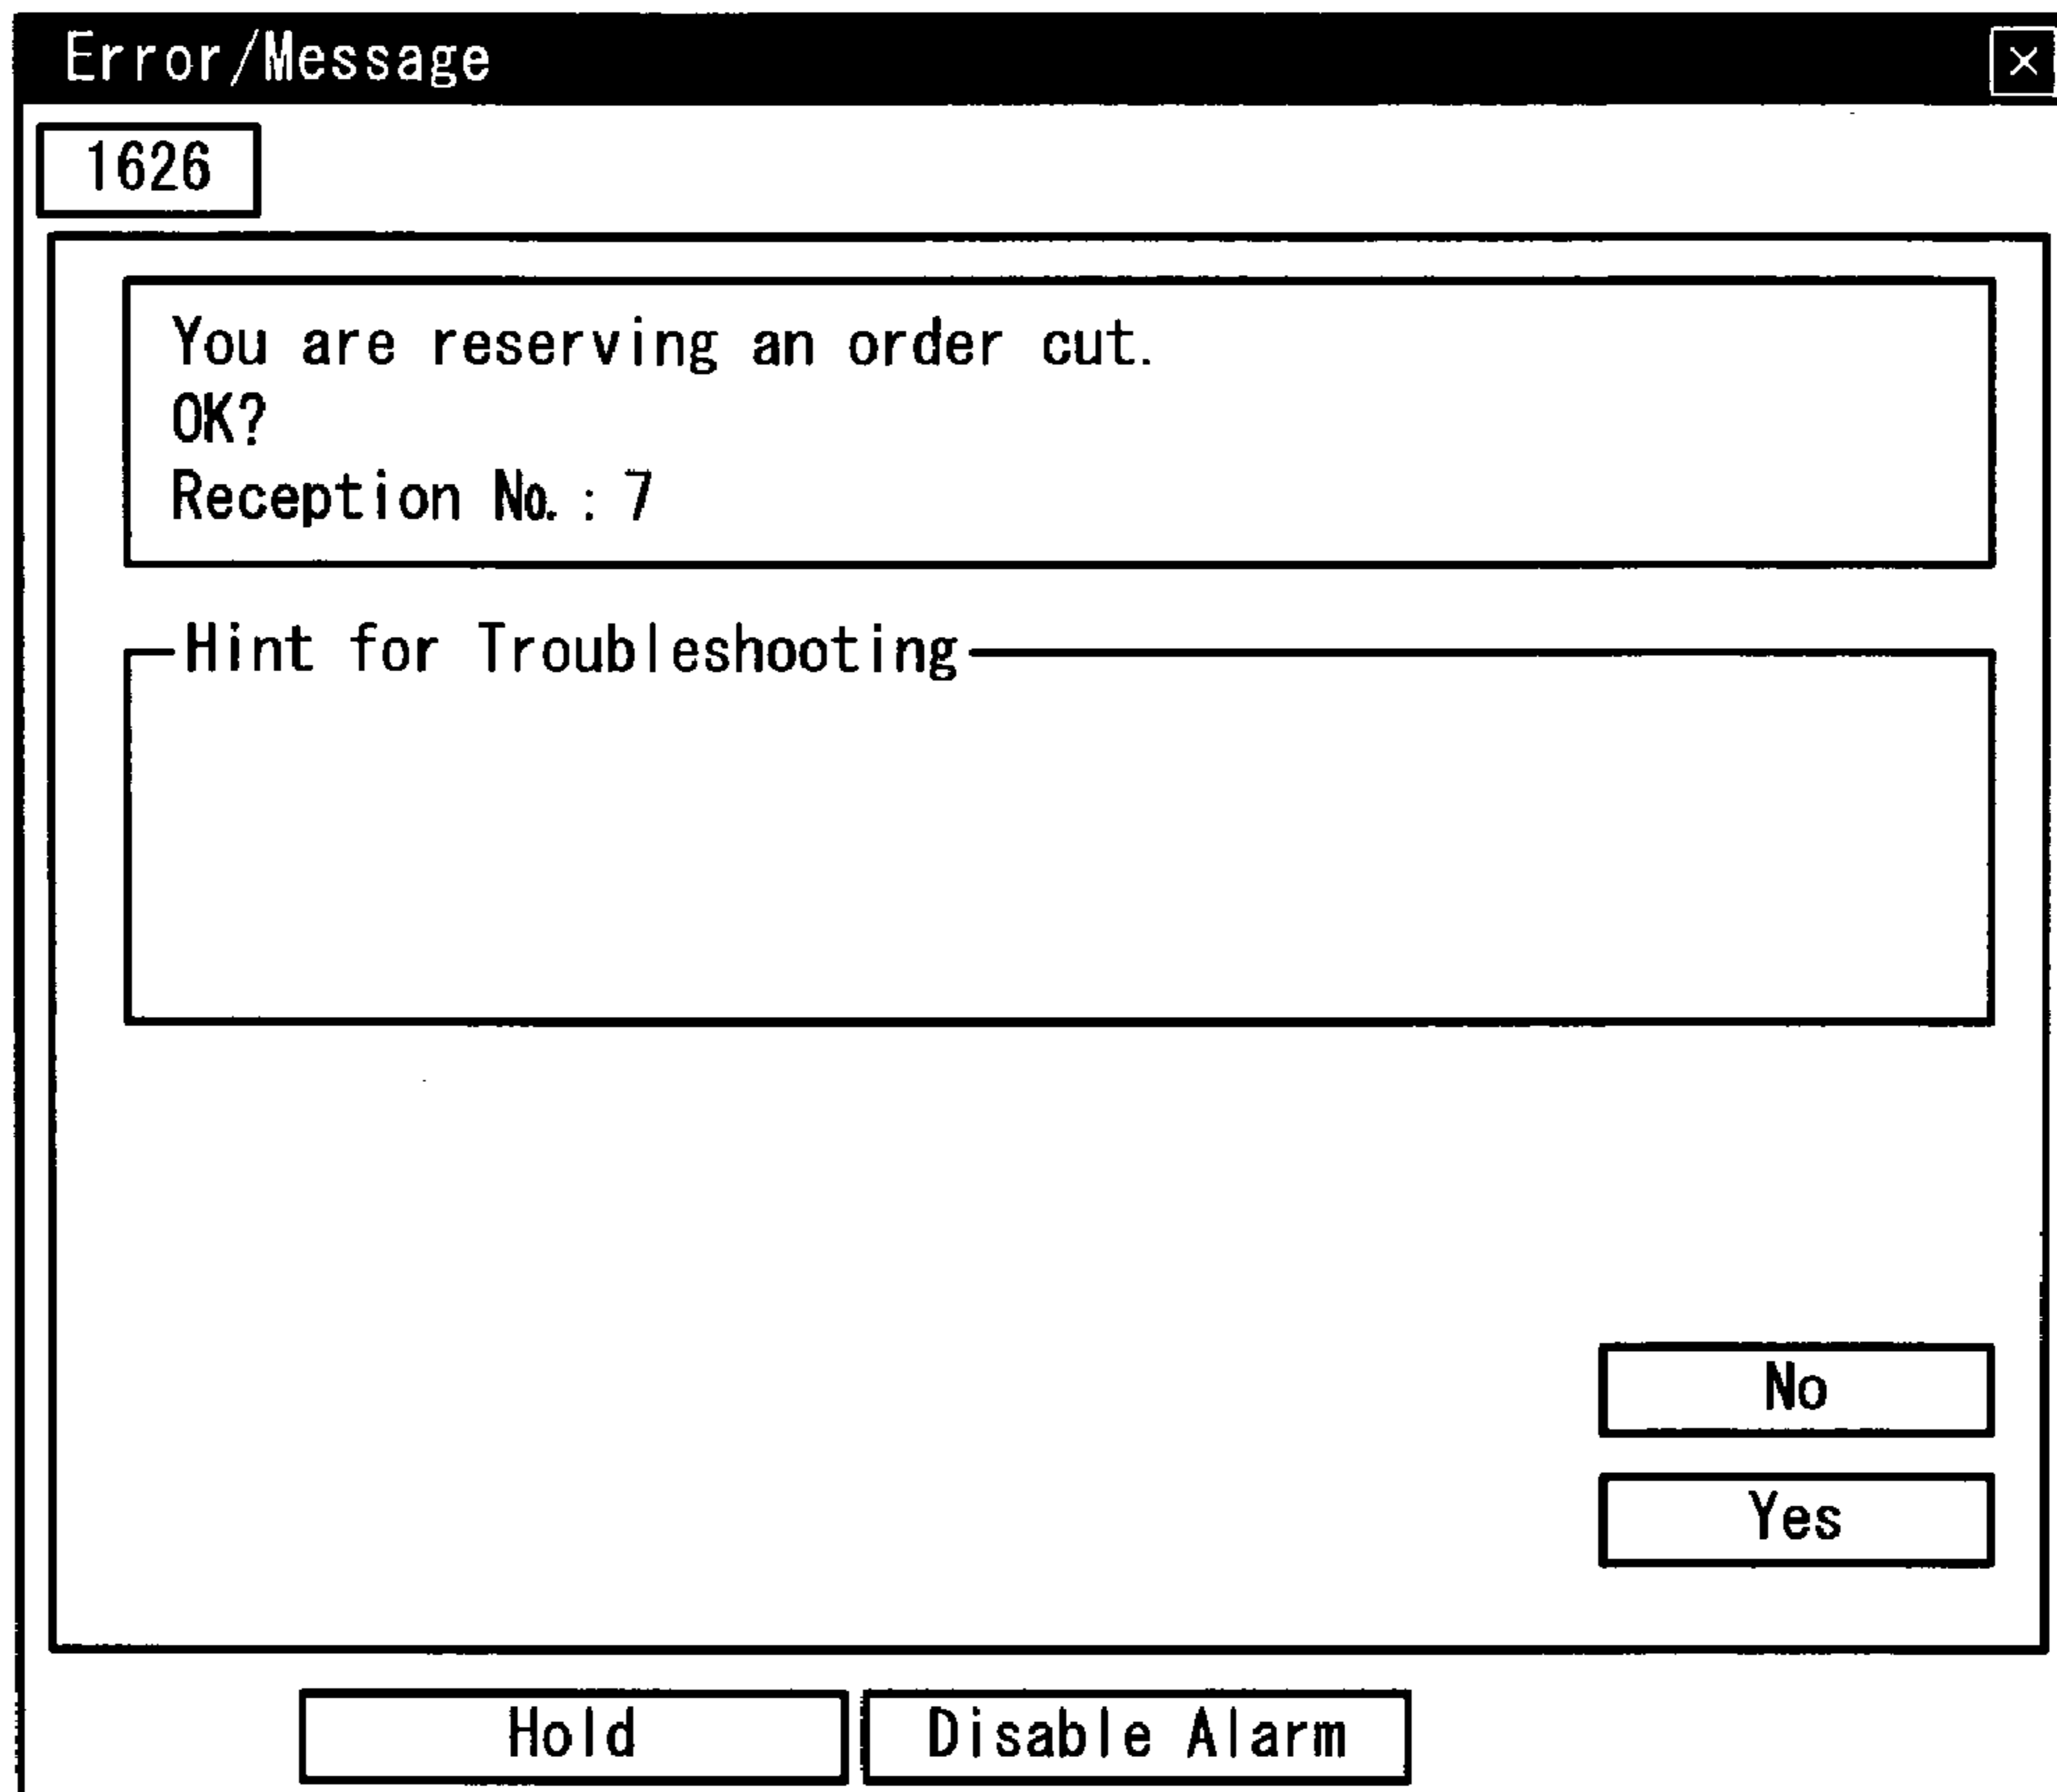 Error/Message
1626
You are reserving an order cut.
OK?
Reception No.: 7
Hint for Troubleshooting
No
Yes
Hold
Disable Alarm